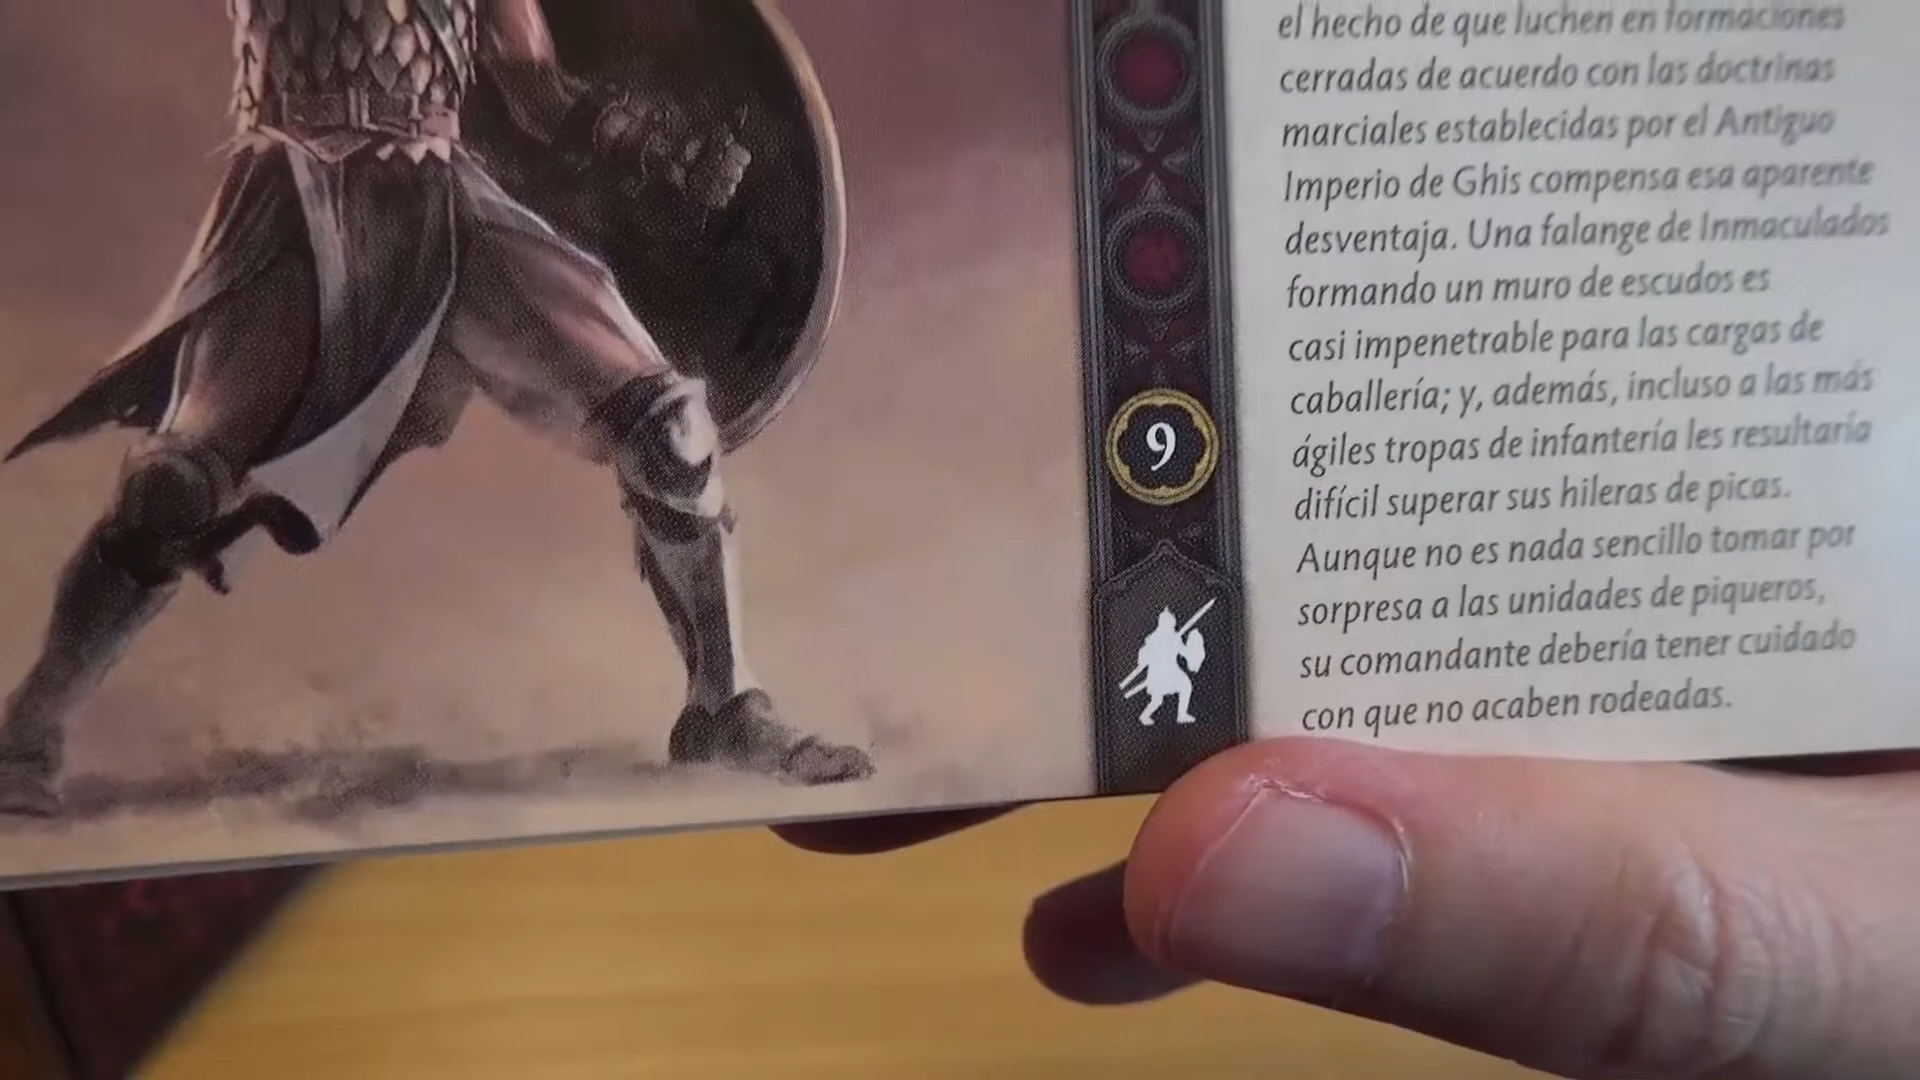 9
el hecho de que luchen en formaciones
cerradas de acuerdo con las doctrinas
marciales establecidas por el Antiguo
Imperio de Ghis compensa esa aparente
desventaja. Una falange de Inmaculados
formando un muro de escudos es
casi impenetrable para las cargas de
caballería; y, además, incluso a las más
ágiles tropas de infantería les resultaría
difícil superar sus hileras de picas.
Aunque no es nada sencillo tomar por
sorpresa a las unidades de piqueros,
su comandante debería tener cuidado
con que no acaben rodeadas.